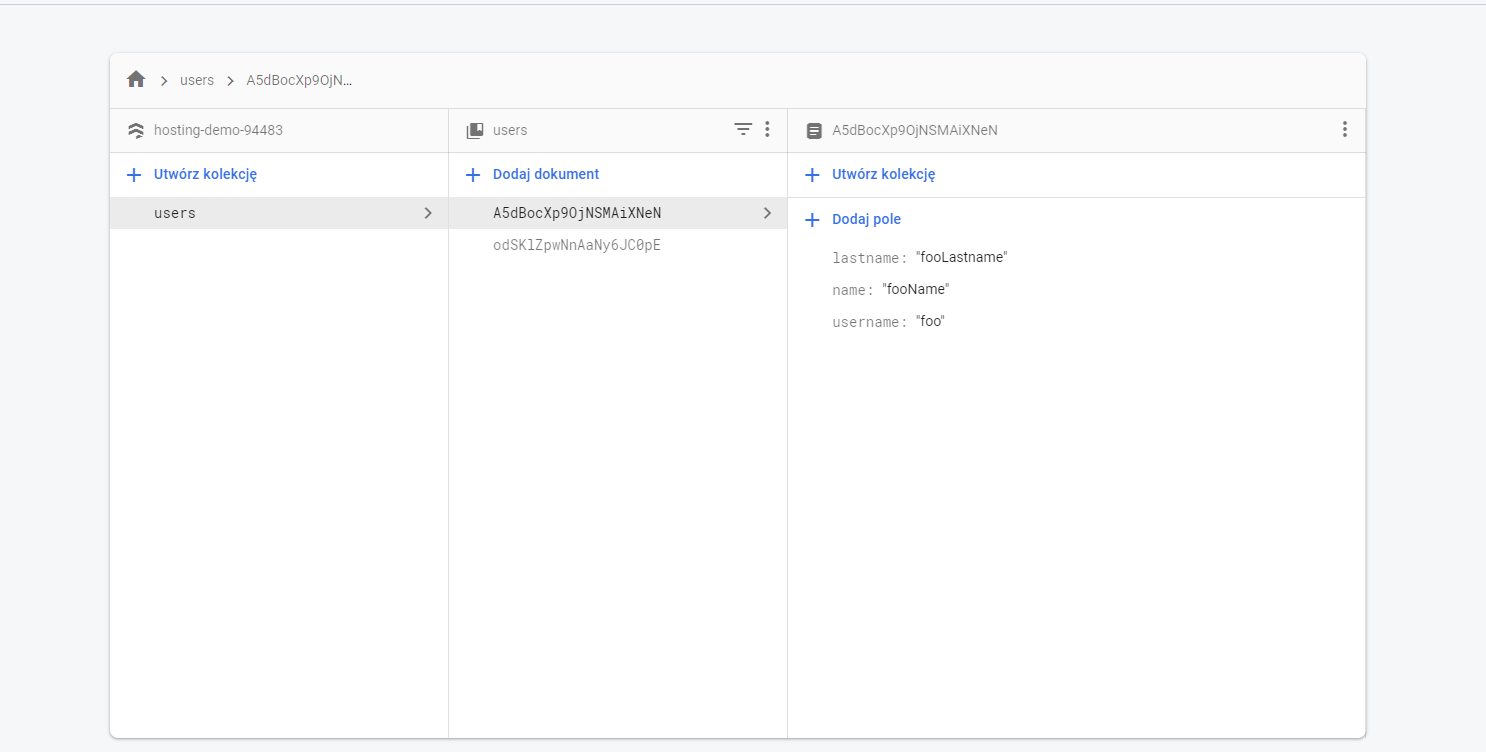 users A5dBocXp9OjN...
hosting-demo-94483
Utwórz kolekcję
users
users
Dodaj dokument
A5dBocXp9OjNSMAiXNeN
odSKlZpwNnAaNy6JC0pE
A5dBocXp9OjNSMAiXNeN
Utwórz kolekcję
Dodaj pole
lastname: "fooLastname"
name: "fooName"
username: "foo"